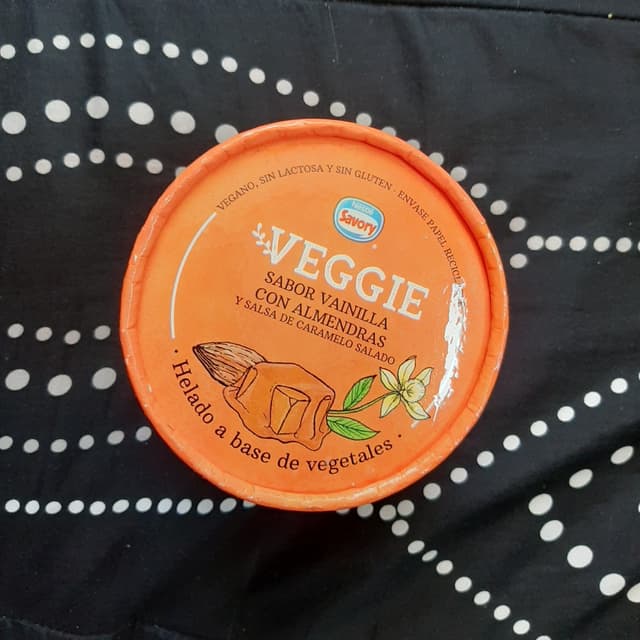 VEGANO, SIN LACTOSA Y SIN GLUTEN · ENVASE PAPEL
Nestlé
Savory
VEGGIE
SABOR VAINILLA
CON ALMENDRAS
Y SALSA DE CARAMELO SALADO
· Helado a base de vegetales ·